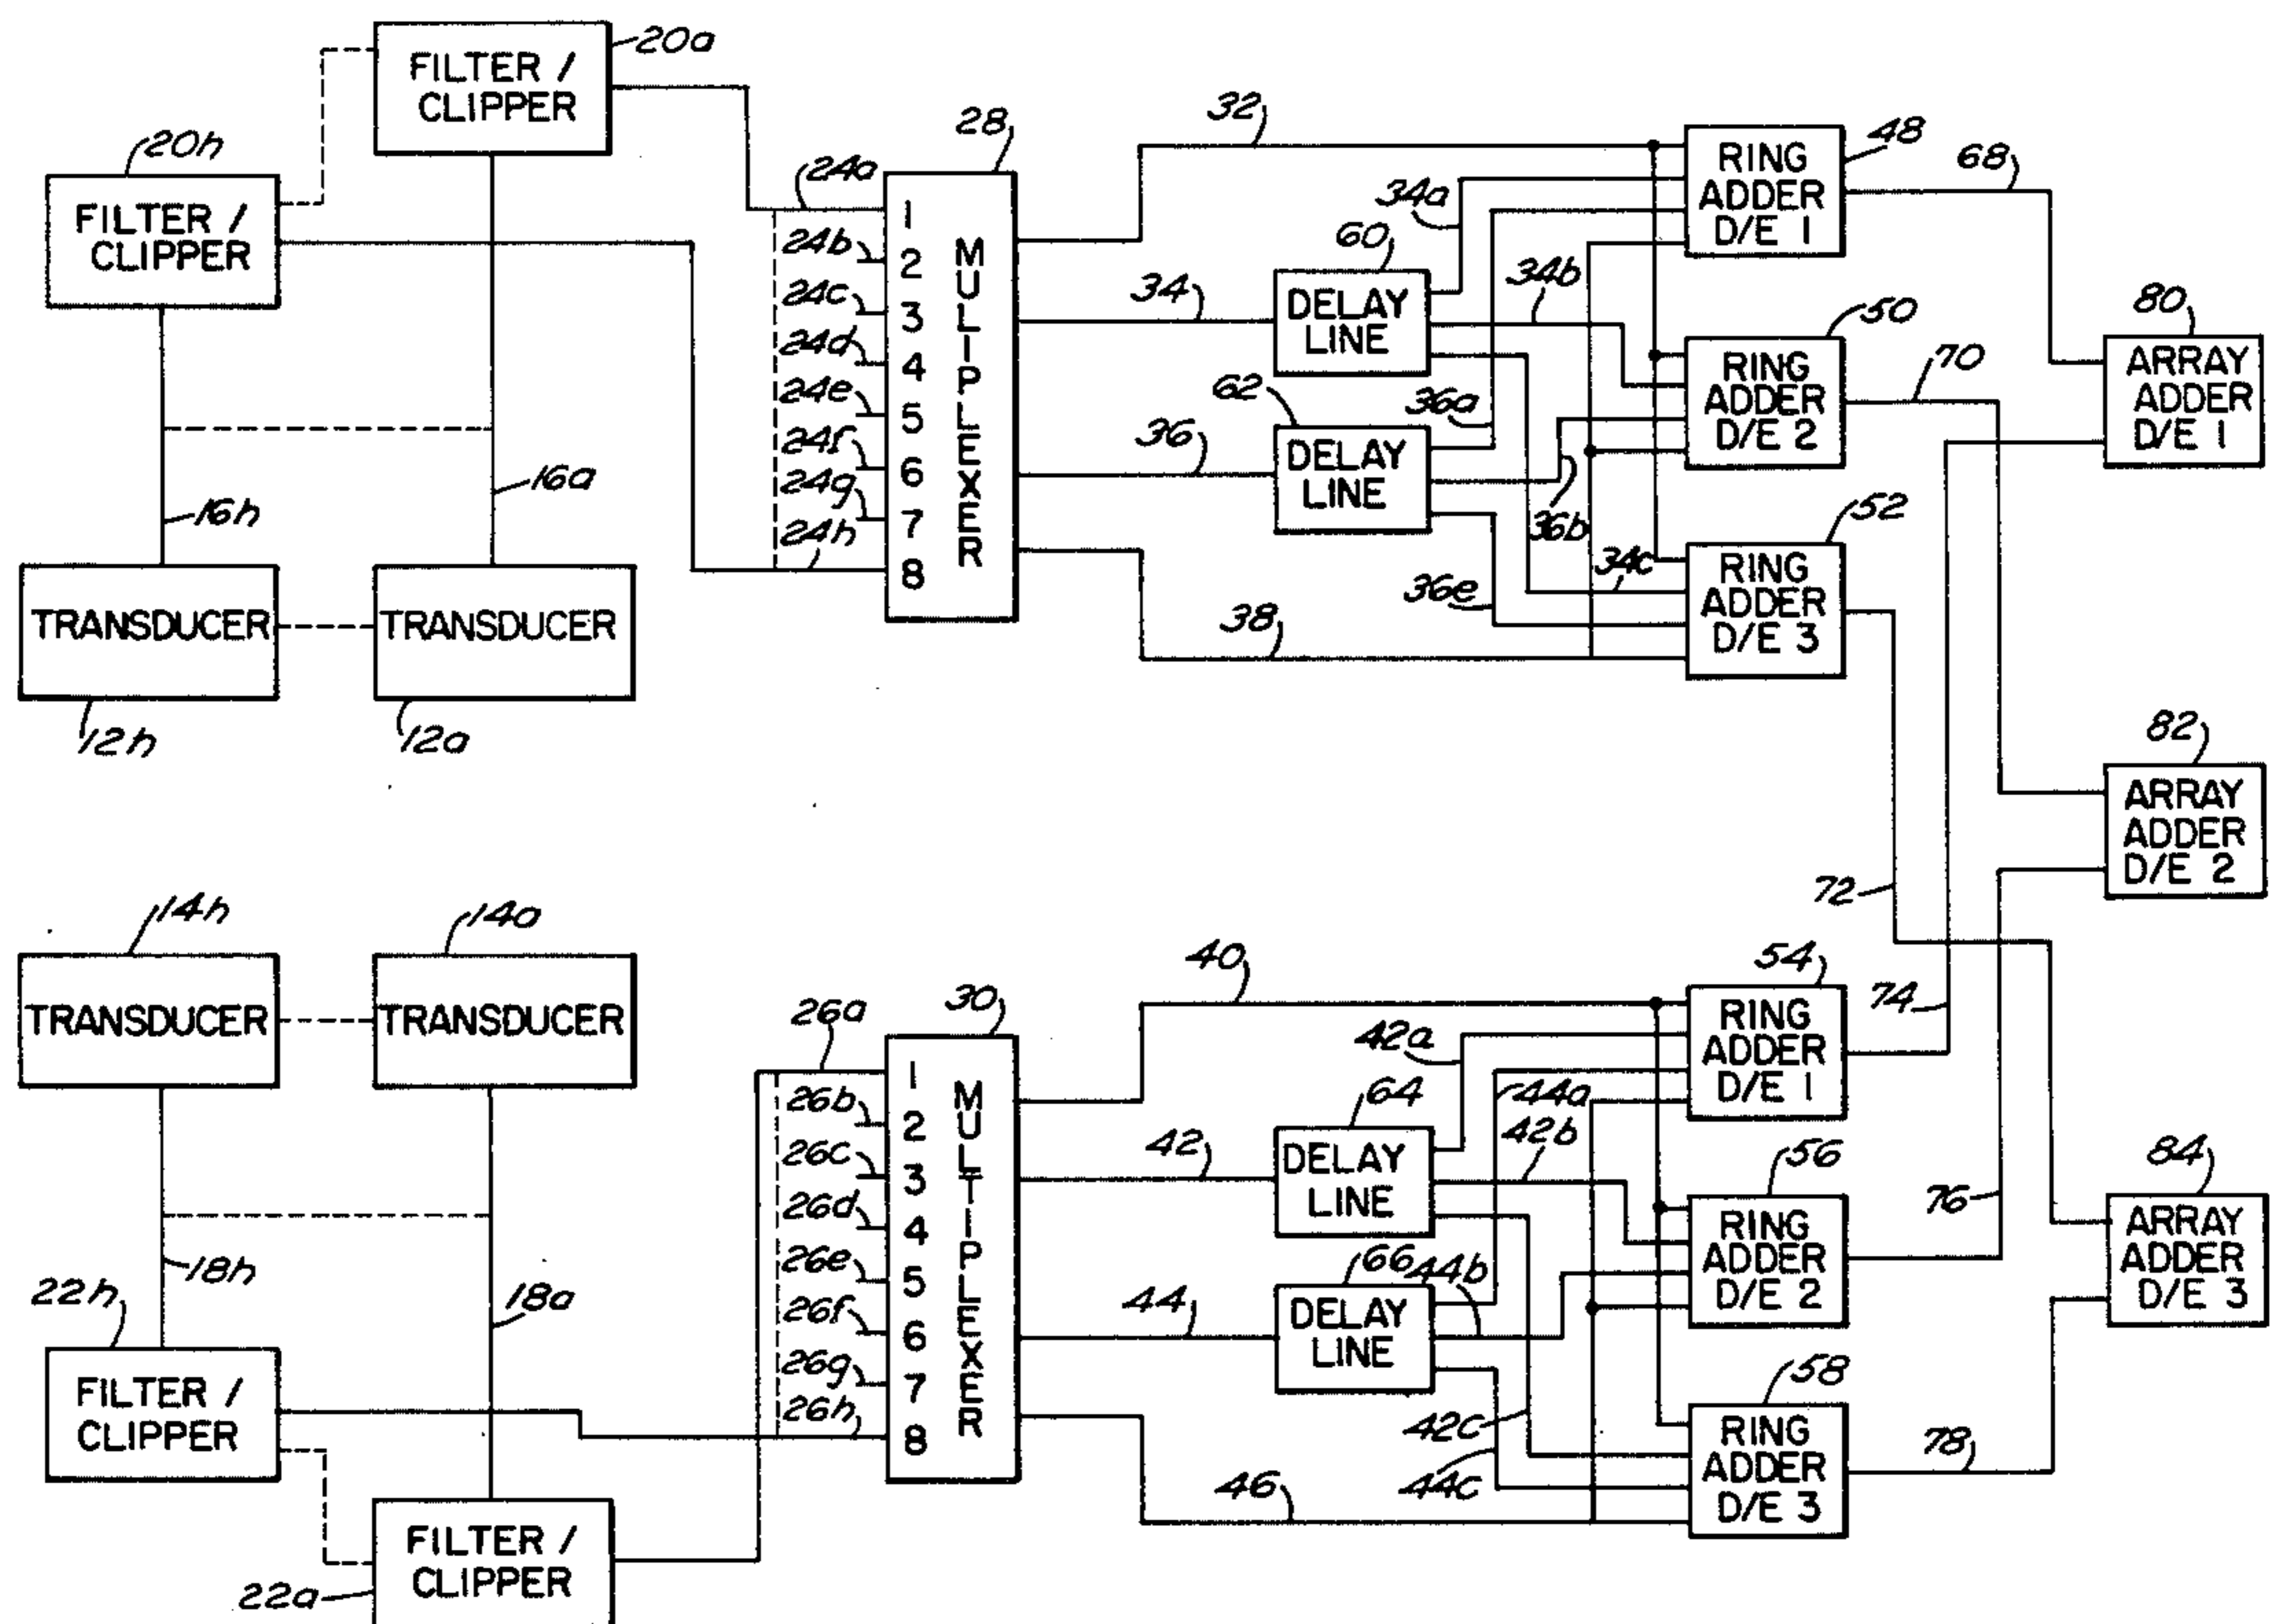 FILTER /
CLIPPER
20a
20h
FILTER /
CLIPPER
16h
16a
TRANSDUCER
TRANSDUCER
12h
12a
24a
24b
24c
24d
24e
24f
24g
24h
28
1
2
3
4
5
6
7
8
MULIPLEXER
32
34
36
38
60
DELAY
LINE
62
DELAY
LINE
34a
34b
34c
36a
36b
36e
RING
ADDER
D/E 1
48
RING
ADDER
D/E 2
50
RING
ADDER
D/E 3
52
68
70
72
80
ARRAY
ADDER
D/E 1
82
ARRAY
ADDER
D/E 2
14h
14a
TRANSDUCER
TRANSDUCER
18h
18a
22h
FILTER /
CLIPPER
FILTER /
CLIPPER
22a
26a
26b
26c
26d
26e
26f
26g
26h
30
1
2
3
4
5
6
7
8
MULTIPLEXER
40
42
44
46
64
DELAY
LINE
66
DELAY
LINE
42a
44a
42b
44b
42c
44c
54
RING
ADDER
D/E 1
56
RING
ADDER
D/E 2
58
RING
ADDER
D/E 3
74
76
78
84
ARRAY
ADDER
D/E 3